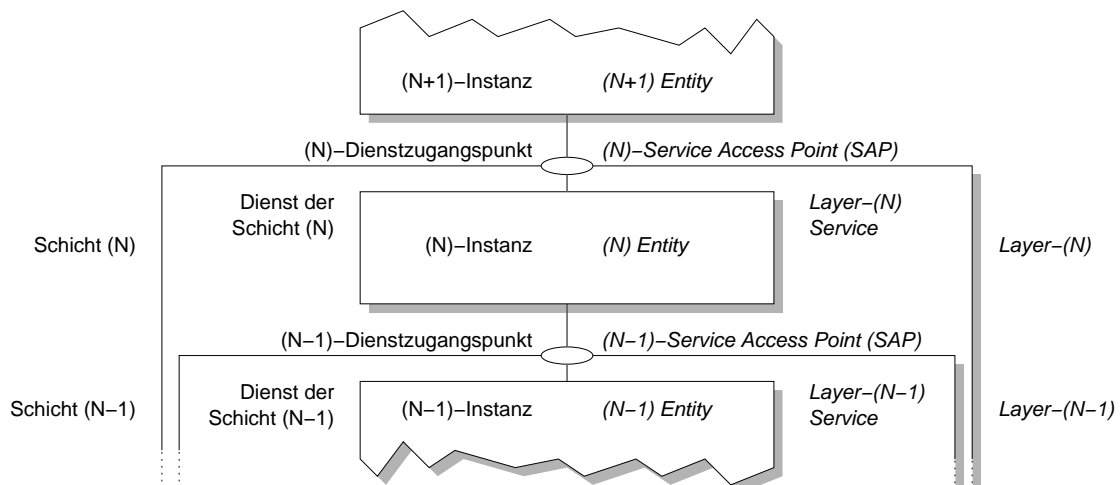 (N+1)−Instanz (N+1) Entity
(N)−Dienstzugangspunkt (N)−Service Access Point (SAP)
Dienst der Layer−(N)
Schicht (N) Service
Schicht (N) (N)−Instanz (N) Entity Layer−(N)
(N−1)−Dienstzugangspunkt (N−1)−Service Access Point (SAP)
Dienst der Layer−(N−1)
Schicht (N−1) (N−1)−Instanz (N−1) Entity Layer−(N−1)
Schicht (N−1) Service